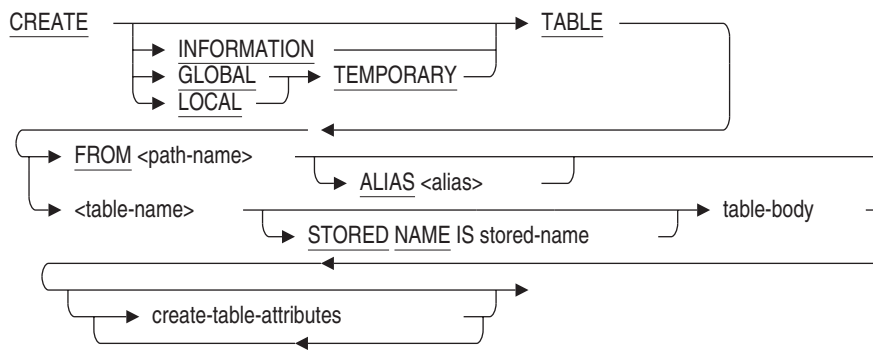 CREATE TABLE
INFORMATION
GLOBAL TEMPORARY
LOCAL
FROM <path-name>
ALIAS <alias>
<table-name> table-body
STORED NAME IS stored-name
create-table-attributes